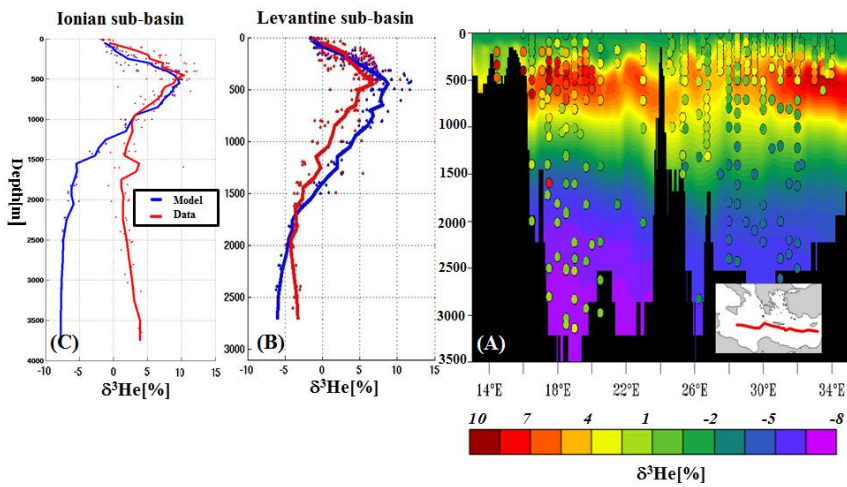 Ionian sub-basin
Levantine sub-basin
Depth[m]
0
500
1000
1500
2000
2500
3000
3500
4000
-10 -5 0 5 10 15
(C)
δ³He[%]
Model
Data
0
500
1000
1500
2000
2500
3000
-10 -5 0 5 10 15
(B)
δ³He[%]
0
500
1000
1500
2000
2500
3000
3500
(A)
14°E 18°E 22°E 26°E 30°E 34°E
10 7 4 1 -2 -5 -8
δ³He[%]